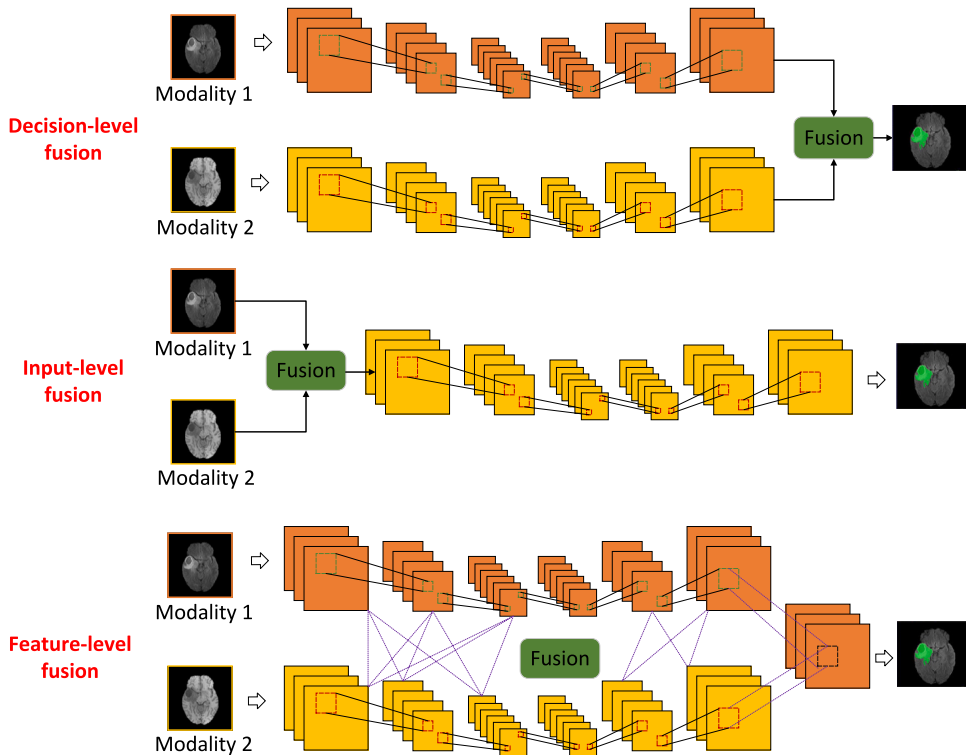 Modality 1
Decision-level
fusion
Fusion
Modality 2
Modality 1
Input-level
fusion
Fusion
Modality 2
Modality 1
Feature-level
fusion
Fusion
Modality 2